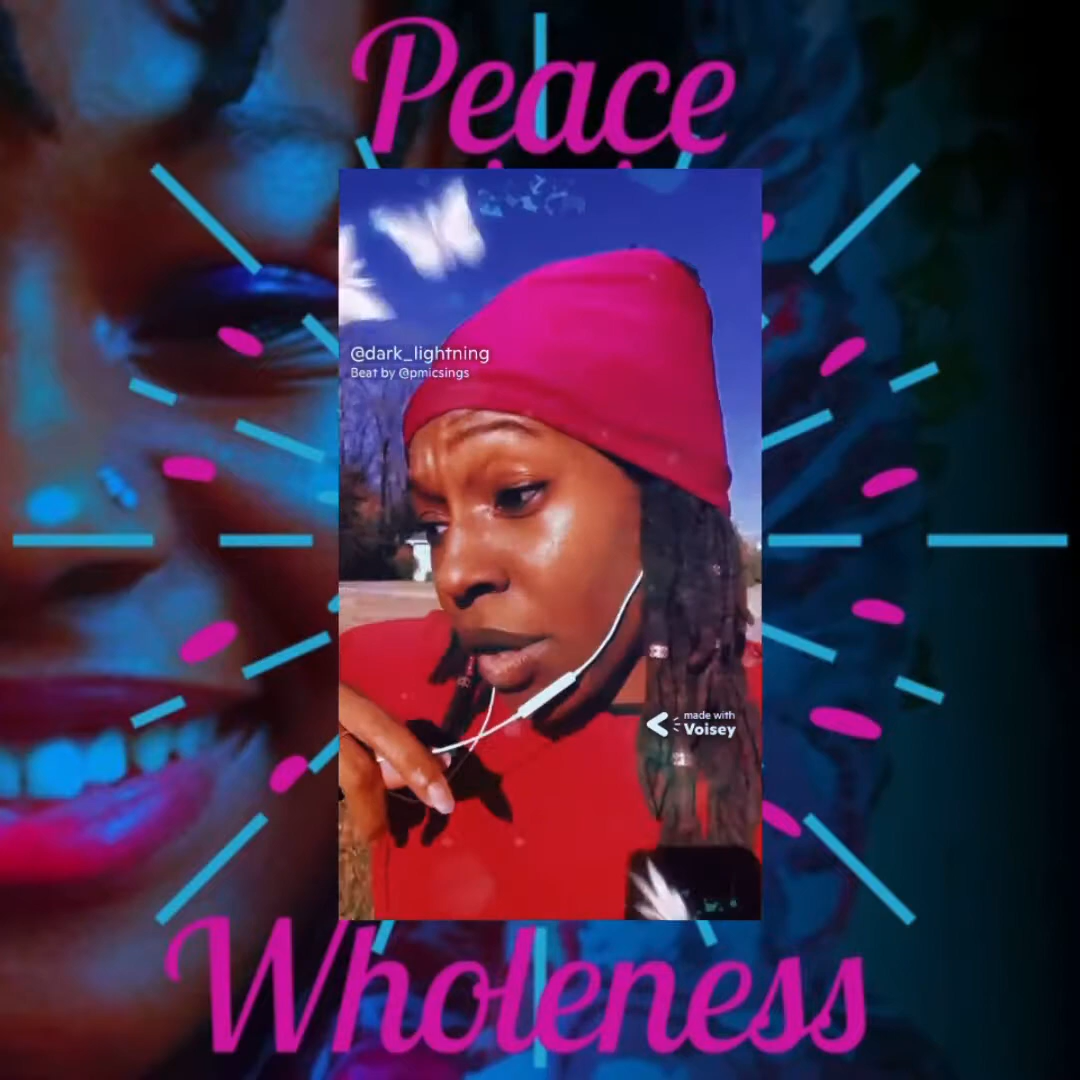 Peace
@dark_lightning
Beat by @pmicsings
made with
Voisey
Wholeness